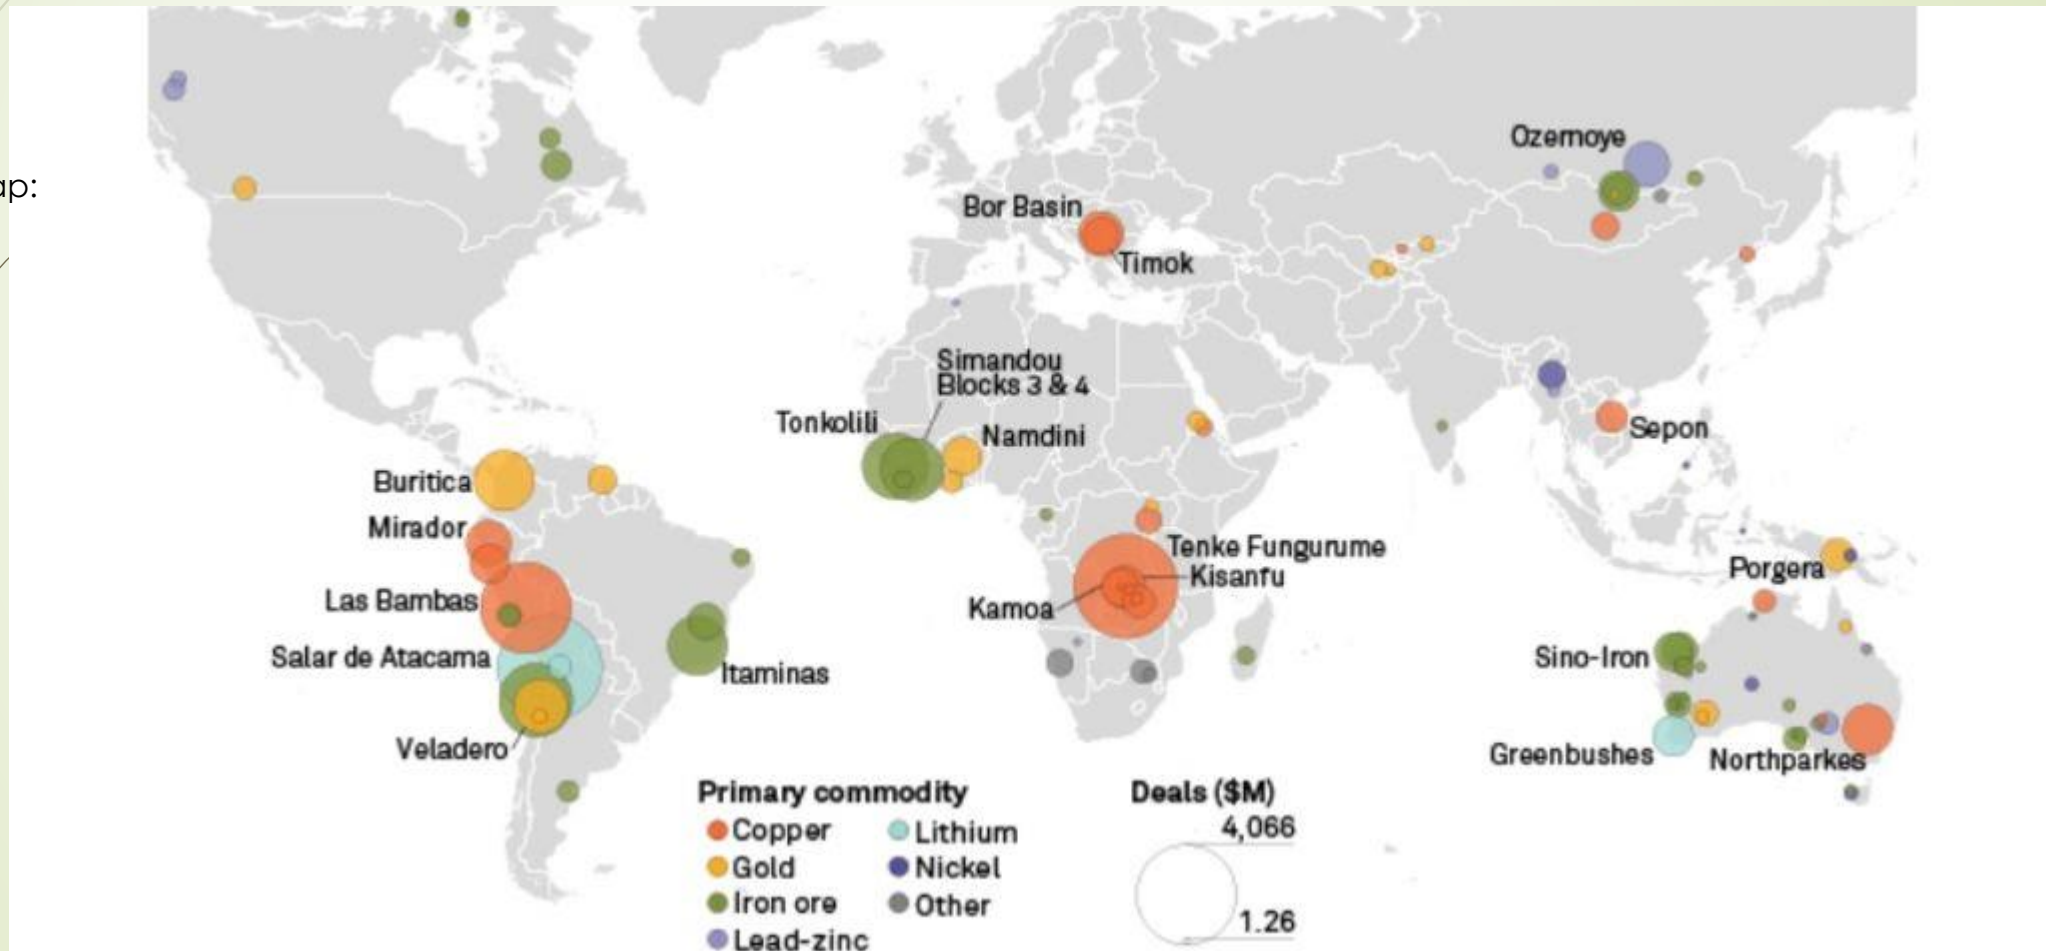 ap:
Ozernoye
Bor Basin
Timok
Simandou
Blocks 3 & 4
Tonkolili
Namdini
Sepon
Buritica
Mirador
Tenke Fungurume
Kisanfu
Porgera
Las Bambas
Kamoa
Salar de Atacama
Itaminas
Sino-Iron
Veladero
Greenbushes
Northparkes
Primary commodity
Copper
Gold
Iron ore
Lead-zinc
Lithium
Nickel
Other
Deals ($M)
4,066
1.26